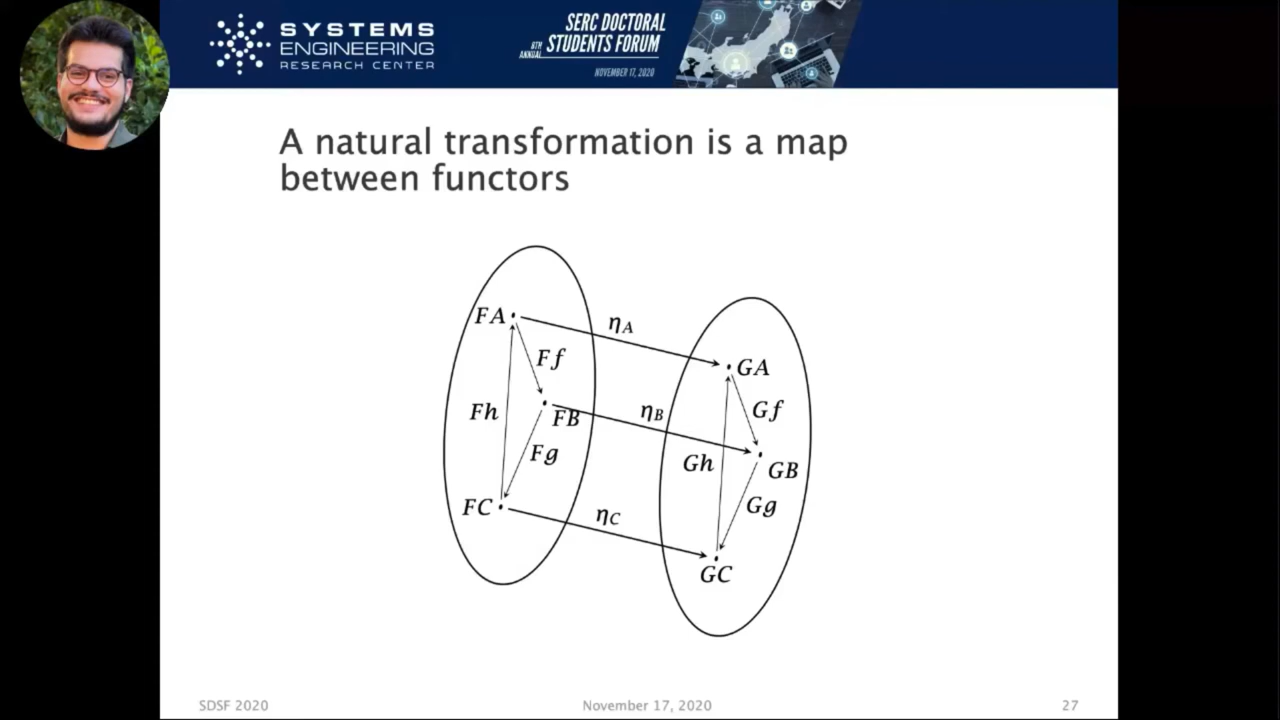 SYSTEMS
ENGINEERING
RESEARCH CENTER
SERC DOCTORAL
8TH ANNUAL STUDENTS FORUM
NOVEMBER 17, 2020
A natural transformation is a map
between functors
FA
ηA
Ff
GA
Fh
FB
ηB
Gf
Fg
Gh
GB
FC
ηC
Gg
GC
SDSF 2020
November 17, 2020
27